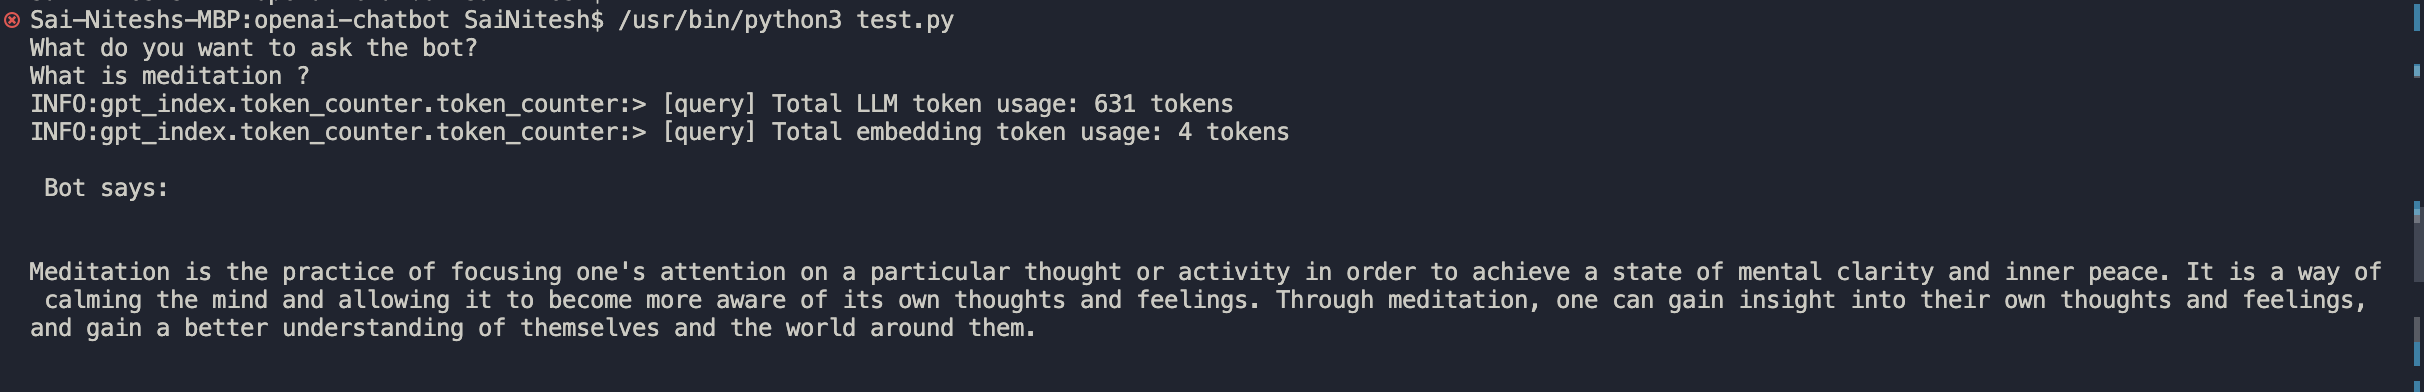 Sai-Niteshs-MBP:openai-chatbot SaiNitesh$ /usr/bin/python3 test.py
What do you want to ask the bot?
What is meditation ?
INFO:gpt_index.token_counter.token_counter:> [query] Total LLM token usage: 631 tokens
INFO:gpt_index.token_counter.token_counter:> [query] Total embedding token usage: 4 tokens
Bot says:
Meditation is the practice of focusing one's attention on a particular thought or activity in order to achieve a state of mental clarity and inner peace. It is a way of
calming the mind and allowing it to become more aware of its own thoughts and feelings. Through meditation, one can gain insight into their own thoughts and feelings,
and gain a better understanding of themselves and the world around them.